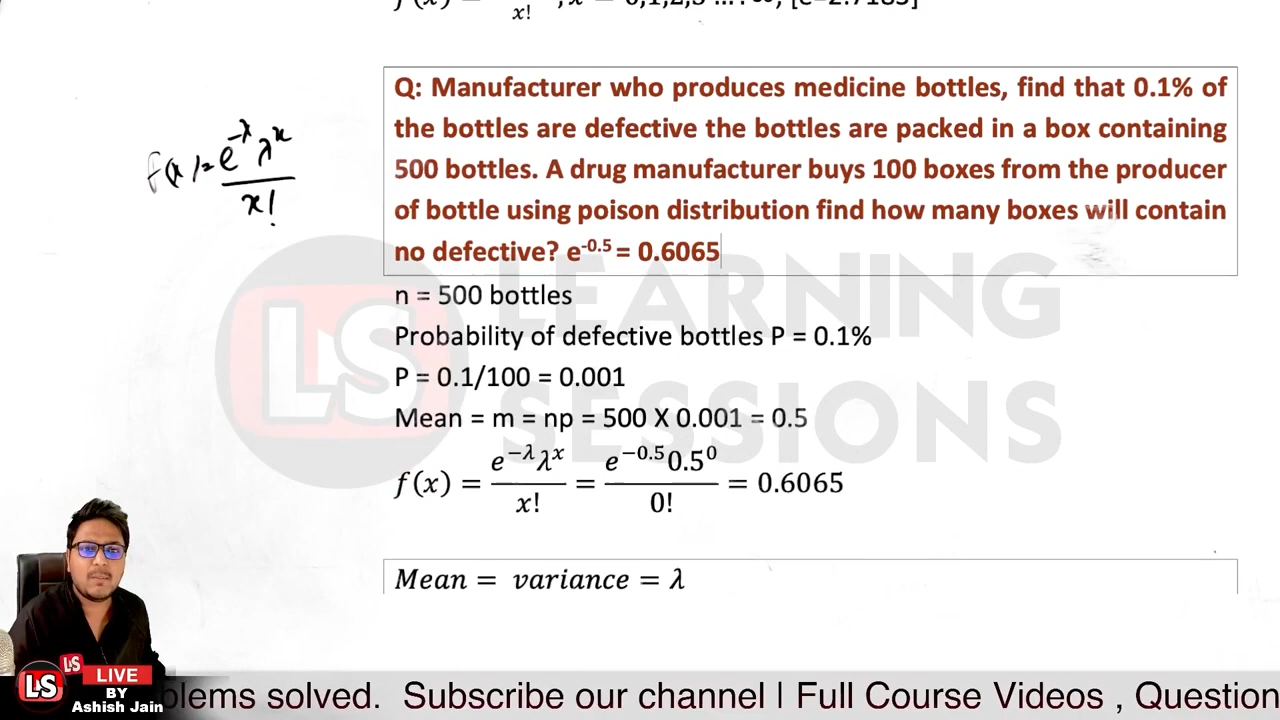 x!
[e=2.7183]
Q: Manufacturer who produces medicine bottles, find that 0.1% of
the bottles are defective the bottles are packed in a box containing
500 bottles. A drug manufacturer buys 100 boxes from the producer
of bottle using poison distribution find how many boxes will contain
no defective? e⁻⁰·⁵ = 0.6065
f(x) = e^-λ λ^x / x!
n = 500 bottles
Probability of defective bottles P = 0.1%
P = 0.1/100 = 0.001
Mean = m = np = 500 X 0.001 = 0.5
f(x) = e^−λ λ^x / x! = e^−0.5 0.5^0 / 0! = 0.6065
Mean = variance = λ
LEARNING
SESSIONS
LS
LS
LS
LIVE
BY
Ashish Jain
blems solved. Subscribe our channel | Full Course Videos , Question